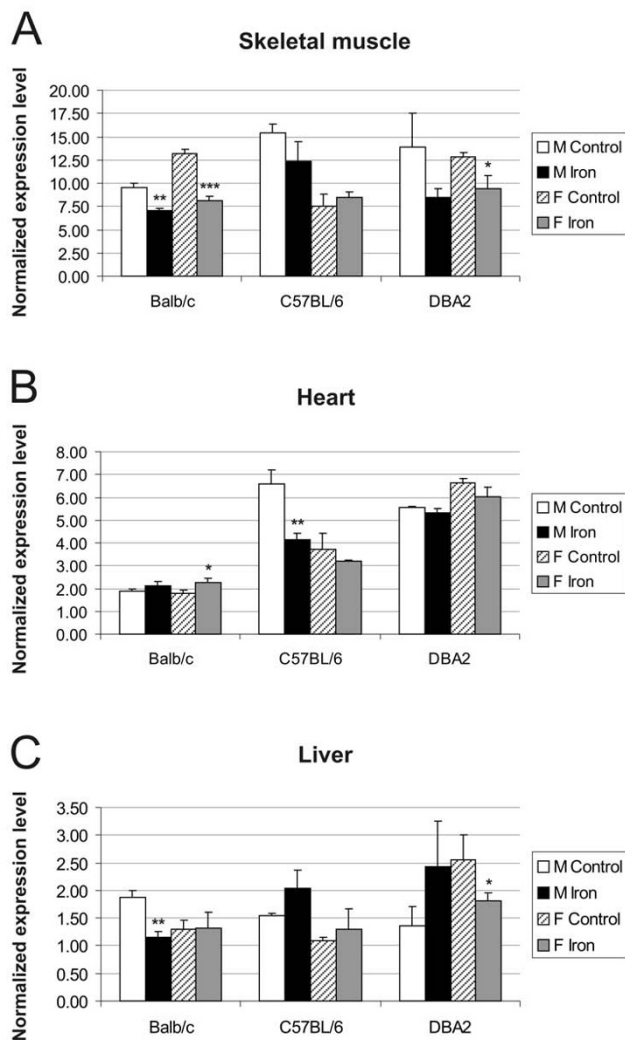 A
Skeletal muscle
Normalized expression level
20.00
17.50
15.00
12.50
10.00
7.50
5.00
2.50
0.00
**
***
*
Balb/c C57BL/6 DBA2
M Control
M Iron
F Control
F Iron
B
Heart
Normalized expression level
8.00
7.00
6.00
5.00
4.00
3.00
2.00
1.00
0.00
*
**
Balb/c C57BL/6 DBA2
M Control
M Iron
F Control
F Iron
C
Liver
Normalized expression level
3.50
3.00
2.50
2.00
1.50
1.00
0.50
0.00
**
*
Balb/c C57BL/6 DBA2
M Control
M Iron
F Control
F Iron